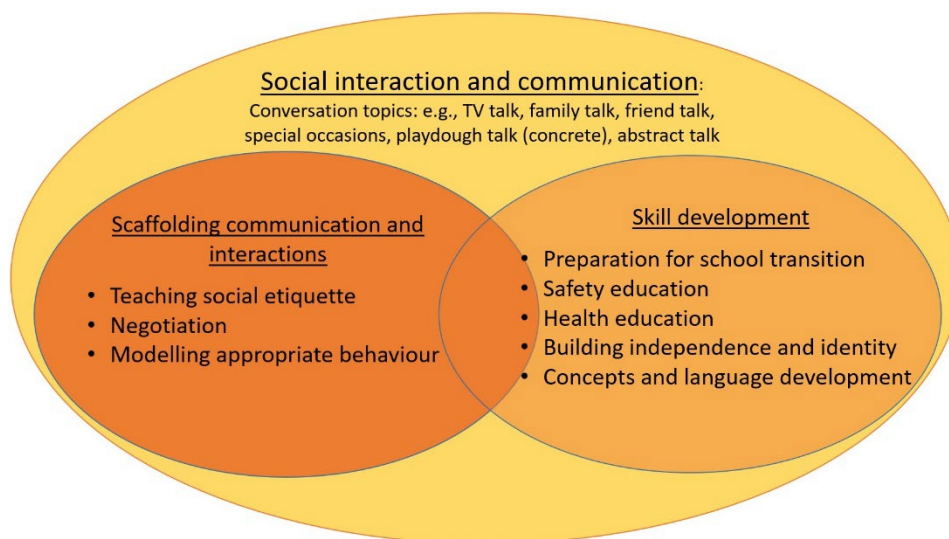 Social interaction and communication:
Conversation topics: e.g., TV talk, family talk, friend talk,
special occasions, playdough talk (concrete), abstract talk
Scaffolding communication and
interactions
• Teaching social etiquette
• Negotiation
• Modelling appropriate behaviour
Skill development
• Preparation for school transition
• Safety education
• Health education
• Building independence and identity
• Concepts and language development